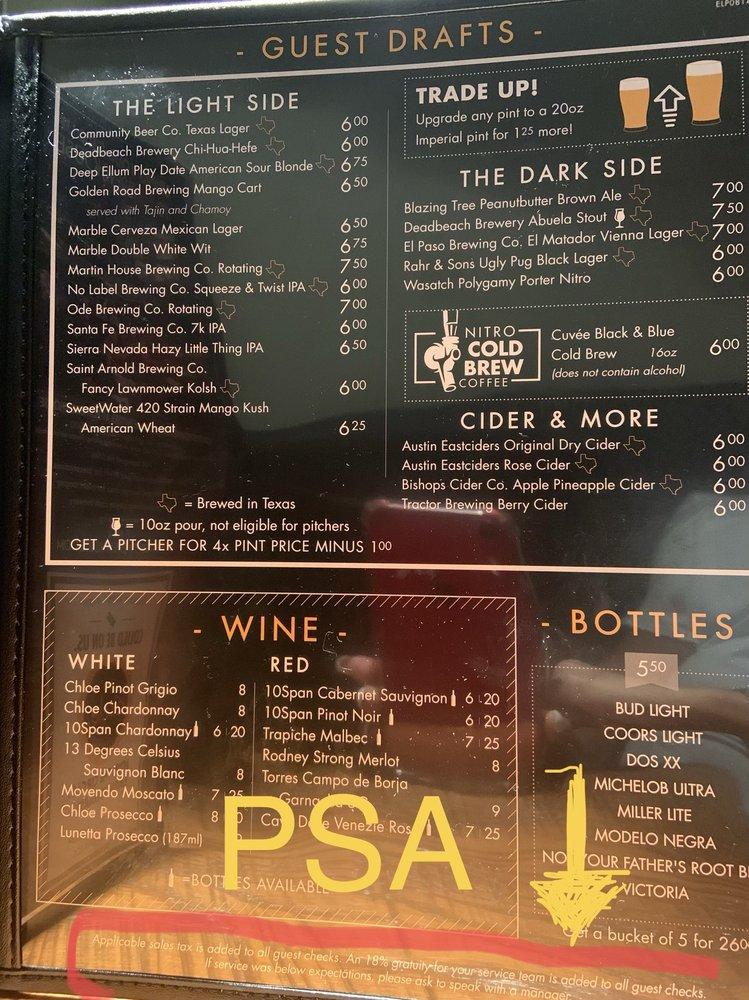 - GUEST DRAFTS -
THE LIGHT SIDE
Community Beer Co. Texas Lager 6.00
Deadbeach Brewery Chi-Hua-Hefe 6.00
Deep Ellum Play Date American Sour Blonde 6.75
Golden Road Brewing Mango Cart 6.50
served with Tajin and Chamoy
Marble Cerveza Mexican Lager 6.50
Marble Double White Wit 6.75
Martin House Brewing Co. Rotating 7.50
No Label Brewing Co. Squeeze & Twist IPA 6.00
Ode Brewing Co. Rotating 7.00
Santa Fe Brewing Co. 7k IPA 6.00
Sierra Nevada Hazy Little Thing IPA 6.50
Saint Arnold Brewing Co.
Fancy Lawnmower Kolsh 6.00
SweetWater 420 Strain Mango Kush
American Wheat 6.25
= Brewed in Texas
= 10oz pour, not eligible for pitchers
GET A PITCHER FOR 4x PINT PRICE MINUS 1.00
TRADE UP!
Upgrade any pint to a 20oz
Imperial pint for 1.25 more!
THE DARK SIDE
Blazing Tree Peanutbutter Brown Ale 7.00
Deadbeach Brewery Abuela Stout 7.50
El Paso Brewing Co. El Matador Vienna Lager 7.00
Rahr & Sons Ugly Pug Black Lager 6.00
Wasatch Polygamy Porter Nitro 6.00
NITRO
COLD
BREW
COFFEE
Cuvée Black & Blue
Cold Brew 16oz 6.00
(does not contain alcohol)
CIDER & MORE
Austin Eastciders Original Dry Cider 6.00
Austin Eastciders Rose Cider 6.00
Bishops Cider Co. Apple Pineapple Cider 6.00
Tractor Brewing Berry Cider 6.00
- WINE -
WHITE
Chloe Pinot Grigio 8
Chloe Chardonnay 8
10Span Chardonnay 6 | 20
13 Degrees Celsius
Sauvignon Blanc 8
Movendo Moscato 7
Chloe Prosecco 8
Lunetta Prosecco (187ml)
RED
10Span Cabernet Sauvignon 6 | 20
10Span Pinot Noir 6 | 20
Trapiche Malbec 7 | 25
Rodney Strong Merlot 8
Torres Campo de Borja
9
Venezie 7 | 25
= BOTTLES AVAILABLE
- BOTTLES
5.50
BUD LIGHT
COORS LIGHT
DOS XX
MICHELOB ULTRA
MILLER LITE
MODELO NEGRA
YOUR FATHER'S ROOT
VICTORIA
a bucket of 5 for 26
PSA
Applicable sales tax is added to all guest checks. An 18% gratuity for your service team is added to all guest checks.
If service was below expectations, please ask to speak with a manager.